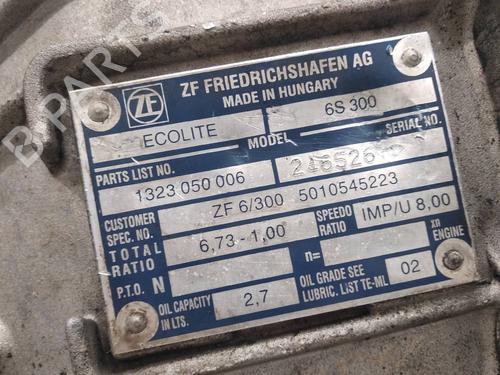 ZF
ZF FRIEDRICHSHAFEN AG
MADE IN HUNGARY
ECOLITE MODEL 6S 300
PARTS LIST NO. SERIAL NO.
1323 050 006
CUSTOMER SPEC. NO. ZF 6/300 5010545223
TOTAL RATIO 6,73-1,00 SPEED RATIO IMP/U 8,00
P.T.O. N n= xn ENGINE
OIL CAPACITY IN LTS. 2,7 OIL GRADE SEE LUBRIC. LIST TE-ML 02
B-PARTS